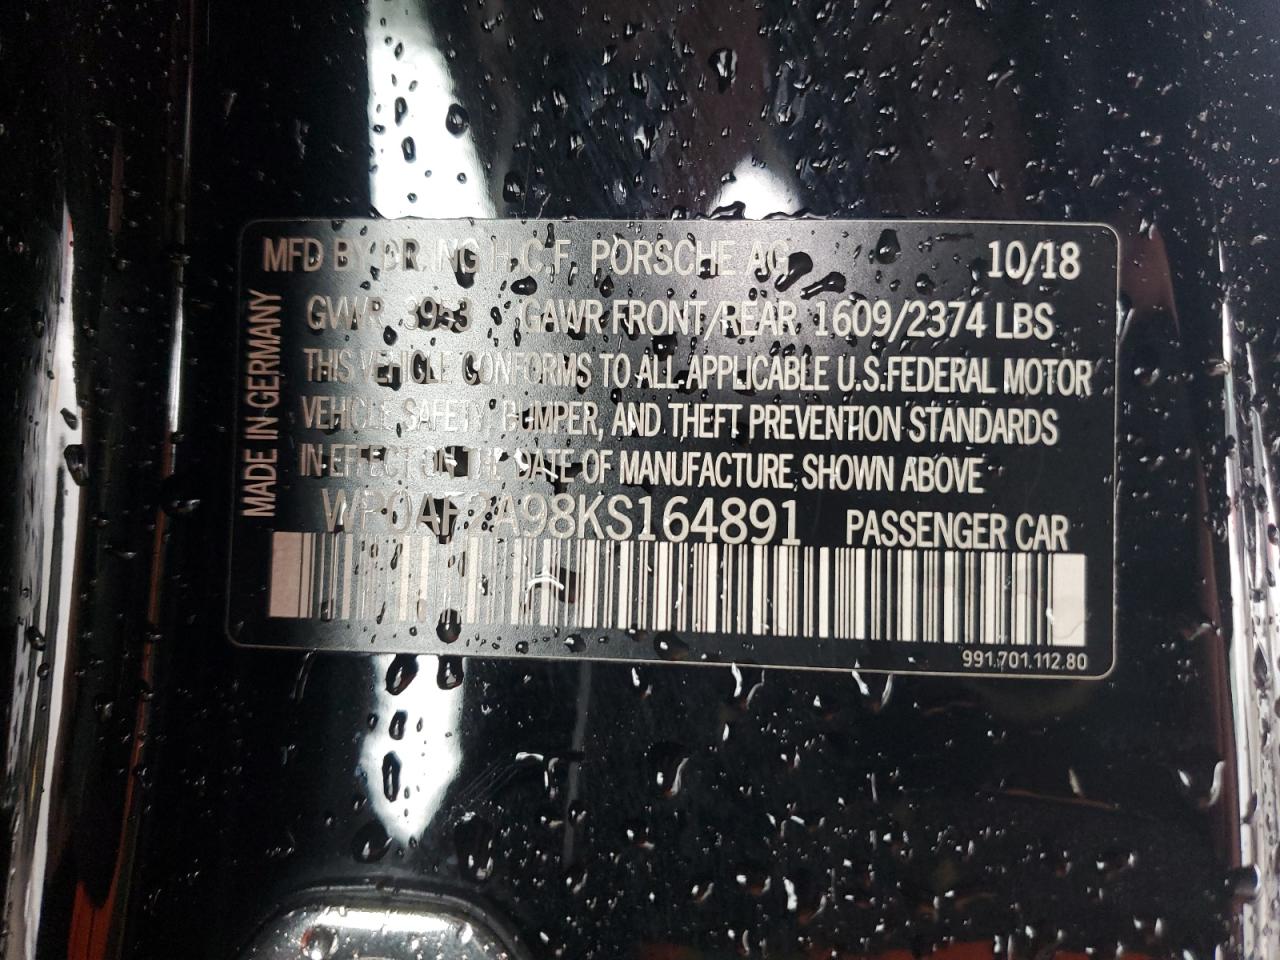 MFD BY DR. ING H.C.F. PORSCHE AG 10/18
GVWR 3953 GAWR FRONT/REAR 1609/2374 LBS
THIS VEHICLE CONFORMS TO ALL APPLICABLE U.S.FEDERAL MOTOR
VEHICLE SAFETY, BUMPER, AND THEFT PREVENTION STANDARDS
IN EFFECT ON THE DATE OF MANUFACTURE SHOWN ABOVE
WP0AF2A98KS164891 PASSENGER CAR
991.701.112.80
MADE IN GERMANY